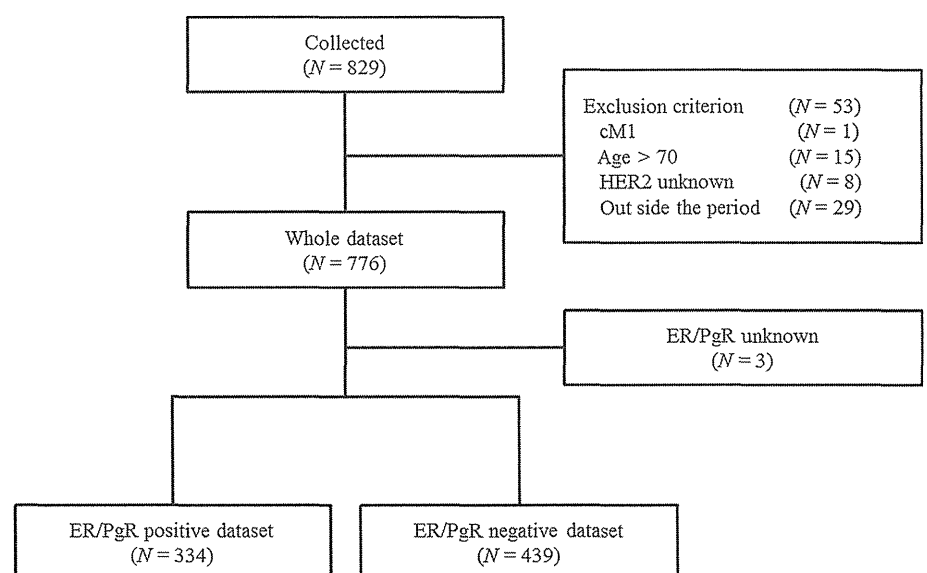 Collected
(N = 829)
Exclusion criterion (N = 53)
cM1 (N = 1)
Age > 70 (N = 15)
HER2 unknown (N = 8)
Out side the period (N = 29)
Whole dataset
(N = 776)
ER/PgR unknown
(N = 3)
ER/PgR positive dataset
(N = 334)
ER/PgR negative dataset
(N = 439)